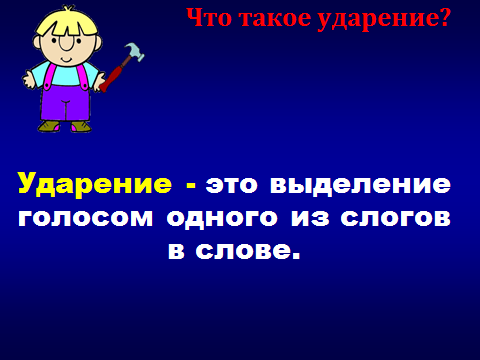 Что такое ударение?
Ударение - это выделение
голосом одного из слогов
в слове.